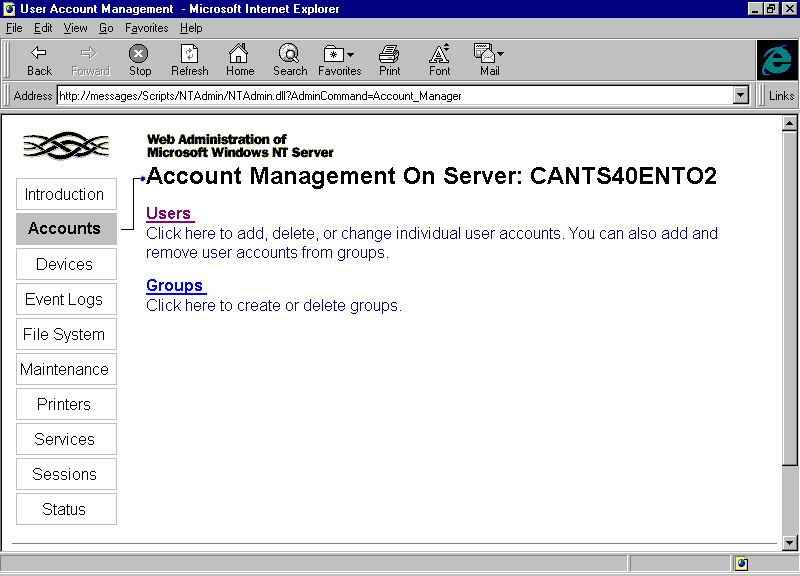 User Account Management - Microsoft Internet Explorer
File Edit View Go Favorites Help
Back Forward Stop Refresh Home Search Favorites Print Font Mail
Address http://messages/Scripts/NTAdmin/NTAdmin.dll?AdminCommand=Account_Manager Links
Web Administration of
Microsoft Windows NT Server
Account Management On Server: CANTS40ENTO2
Introduction
Accounts
Devices
Event Logs
File System
Maintenance
Printers
Services
Sessions
Status
Users
Click here to add, delete, or change individual user accounts. You can also add and
remove user accounts from groups.
Groups
Click here to create or delete groups.